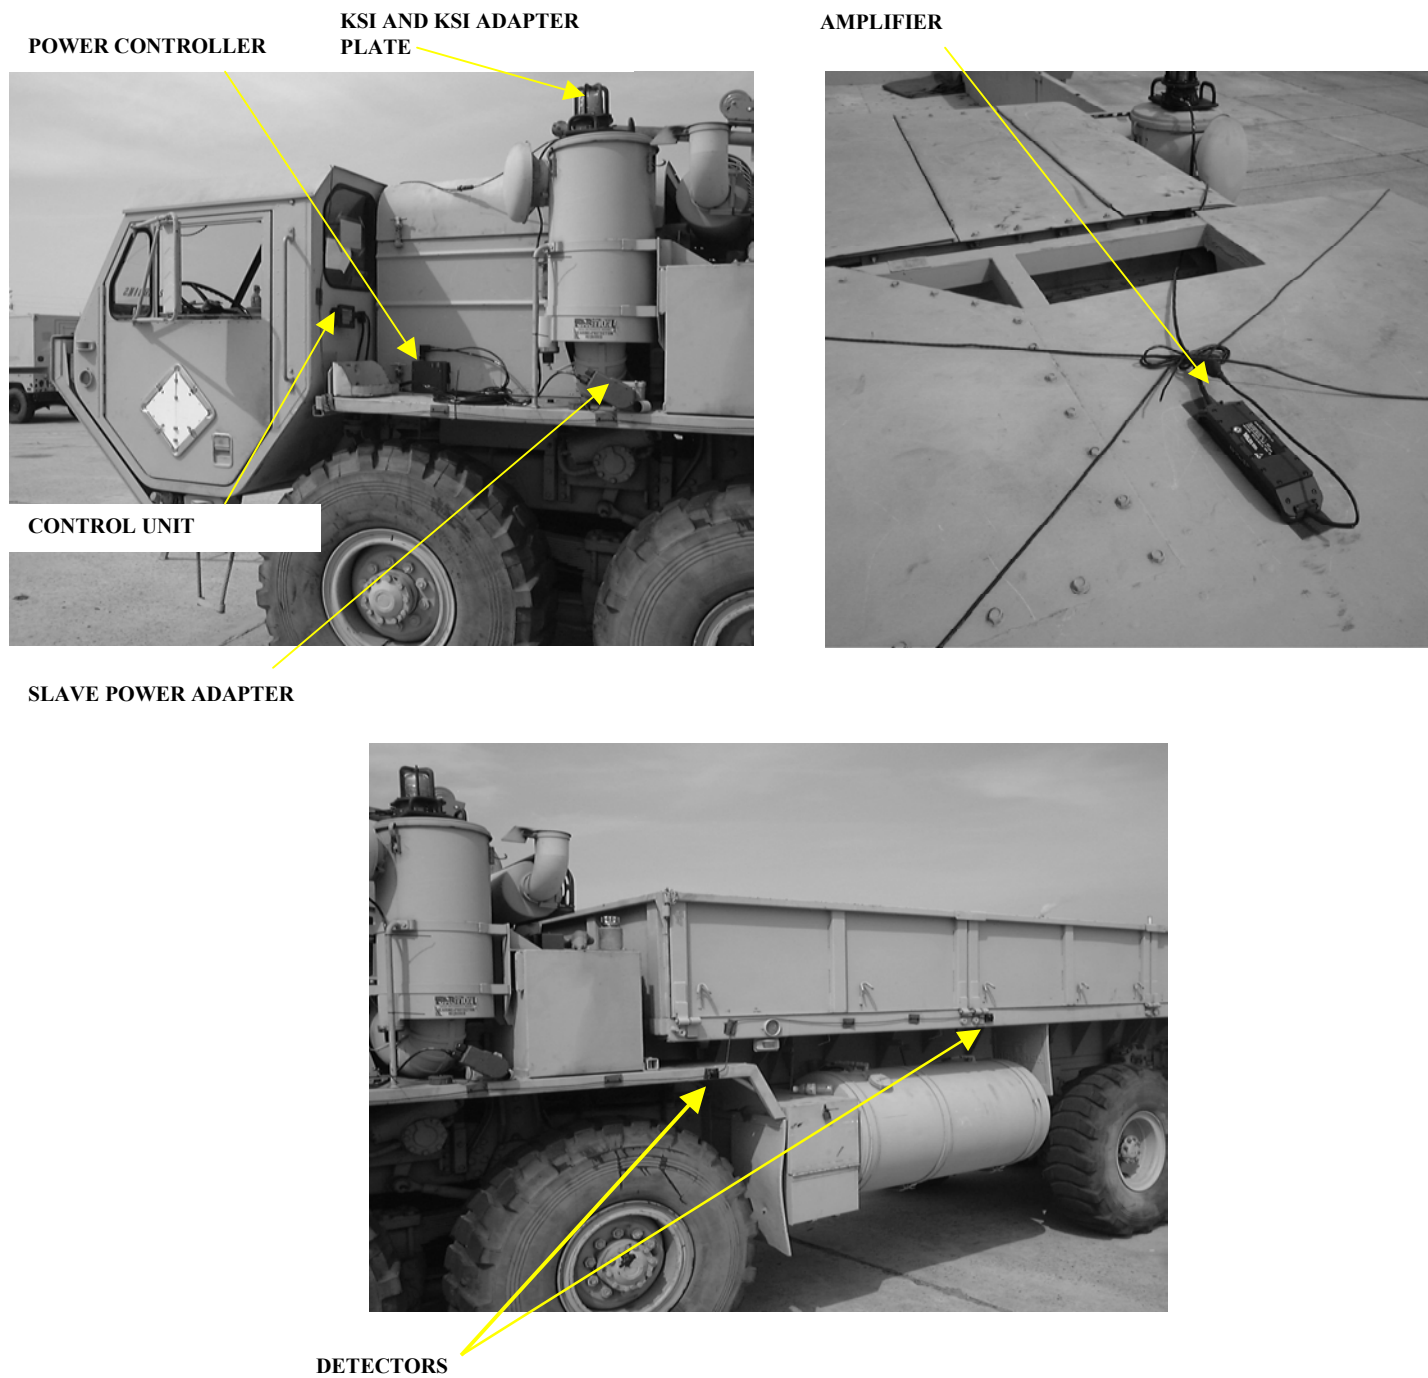 KSI AND KSI ADAPTER
PLATE
POWER CONTROLLER
AMPLIFIER
CONTROL UNIT
SLAVE POWER ADAPTER
DETECTORS